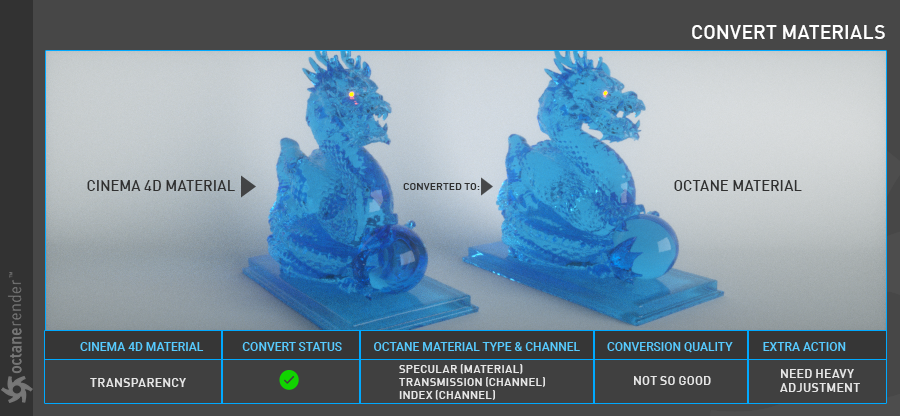 CONVERT MATERIALS
CINEMA 4D MATERIAL
CONVERTED TO:
OCTANE MATERIAL
CINEMA 4D MATERIAL
CONVERT STATUS
OCTANE MATERIAL TYPE & CHANNEL
CONVERSION QUALITY
EXTRA ACTION
TRANSPARENCY
SPECULAR (MATERIAL)
TRANSMISSION (CHANNEL)
INDEX (CHANNEL)
NOT SO GOOD
NEED HEAVY
ADJUSTMENT
octanerender™